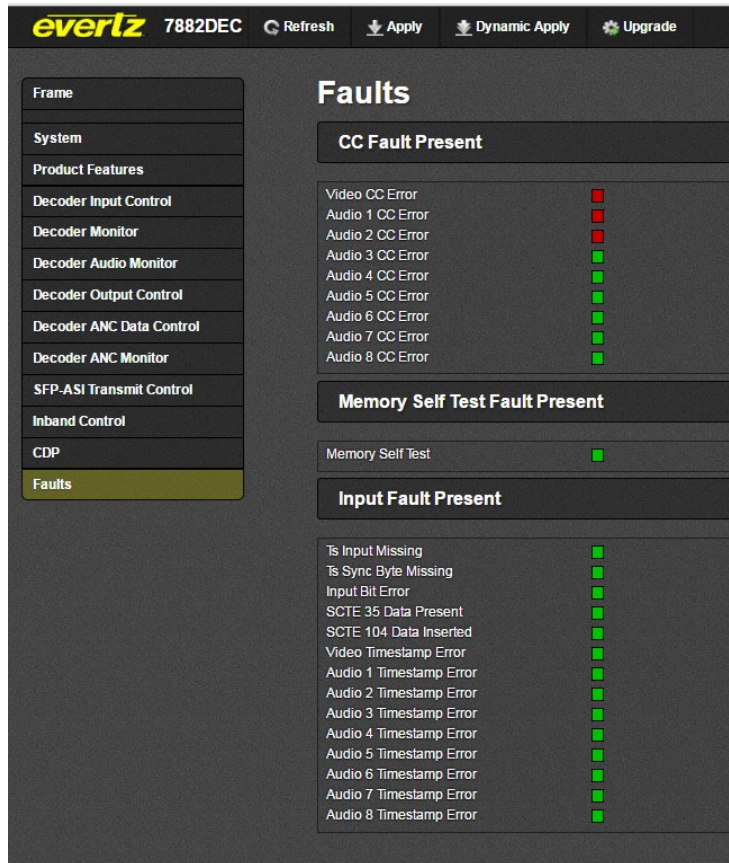 evertz 7882DEC Refresh Apply Dynamic Apply Upgrade
Frame
System
Product Features
Decoder Input Control
Decoder Monitor
Decoder Audio Monitor
Decoder Output Control
Decoder ANC Data Control
Decoder ANC Monitor
SFP-ASI Transmit Control
Inband Control
CDP
Faults
Faults
CC Fault Present
Video CC Error
Audio 1 CC Error
Audio 2 CC Error
Audio 3 CC Error
Audio 4 CC Error
Audio 5 CC Error
Audio 6 CC Error
Audio 7 CC Error
Audio 8 CC Error
Memory Self Test Fault Present
Memory Self Test
Input Fault Present
Ts Input Missing
Ts Sync Byte Missing
Input Bit Error
SCTE 35 Data Present
SCTE 104 Data Inserted
Video Timestamp Error
Audio 1 Timestamp Error
Audio 2 Timestamp Error
Audio 3 Timestamp Error
Audio 4 Timestamp Error
Audio 5 Timestamp Error
Audio 6 Timestamp Error
Audio 7 Timestamp Error
Audio 8 Timestamp Error